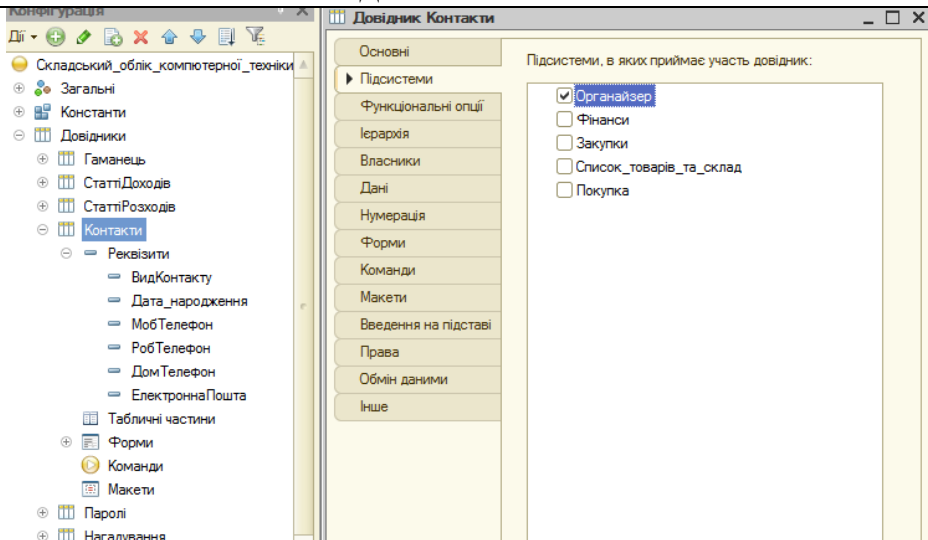 Конфігурація
Дії
Складський_облік_компютерної_техніки
Загальні
Константи
Довідники
Гаманець
СтаттіДоходів
СтаттіРозходів
Контакти
Реквізити
ВидКонтакту
Дата_народження
МобТелефон
РобТелефон
ДомТелефон
ЕлектроннаПошта
Табличні частини
Форми
Команди
Макети
Паролі
Нагадування
Довідник Контакти
Основні
Підсистеми
Функціональні опції
Ієрархія
Власники
Дані
Нумерація
Форми
Команди
Макети
Введення на підставі
Права
Обмін даними
Інше
Підсистеми, в яких приймає участь довідник:
Органайзер
Фінанси
Закупки
Список_товарів_та_склад
Покупка